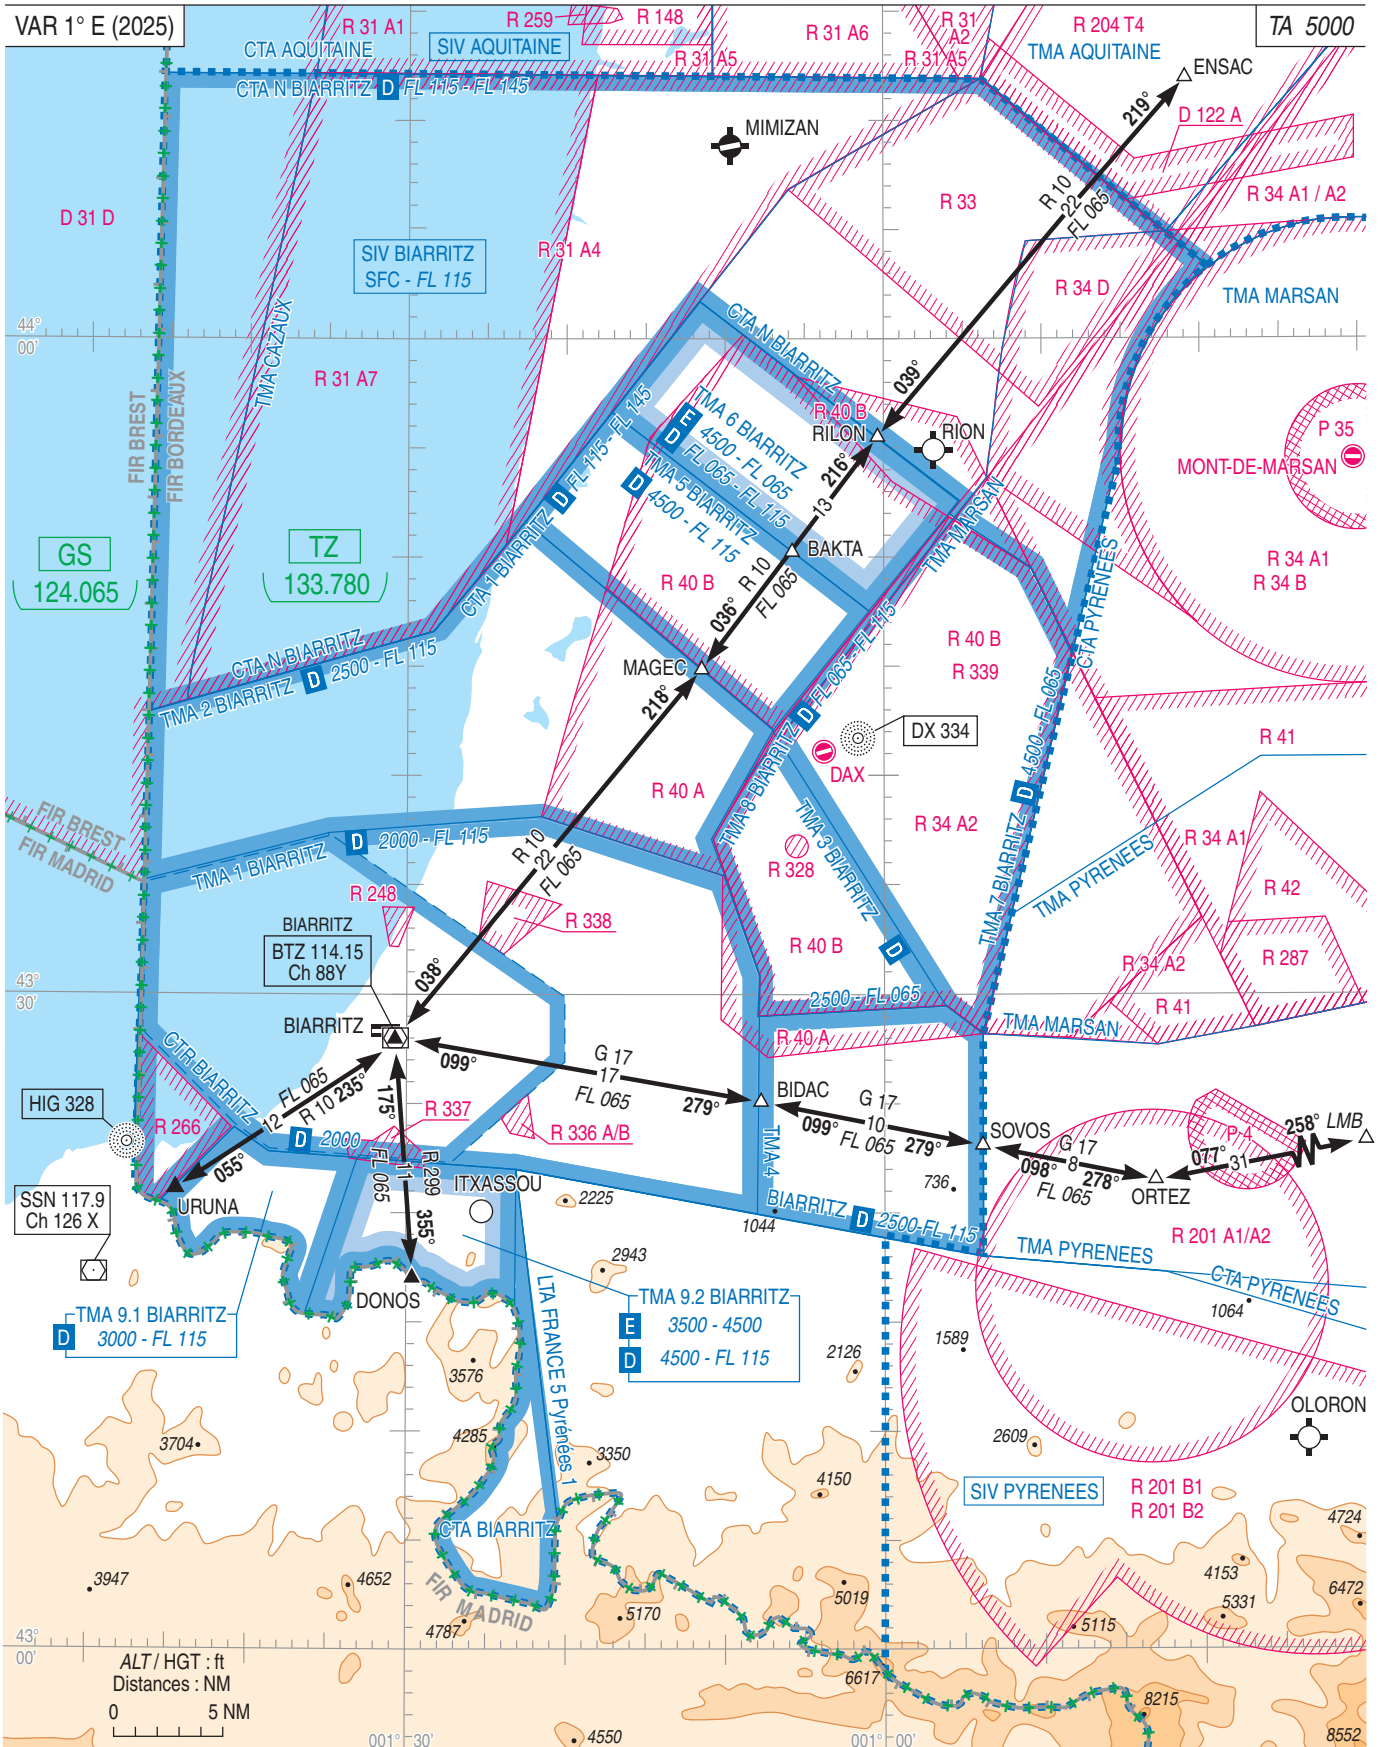 VAR 1° E (2025)
R 31 A1
R 259
R 148
R 31 A6
R 31
A2
R 204 T4
TA 5000
CTA AQUITAINE
SIV AQUITAINE
R 31 A5
R 31 A5
TMA AQUITAINE
ENSAC
CTA N BIARRITZ D FL 115 - FL 145
219°
D 122 A
MIMIZAN
R 10
22
FL 065
R 34 A1 / A2
D 31 D
R 33
SIV BIARRITZ
SFC - FL 115
R 31 A4
R 34 D
TMA MARSAN
TMA CAZAUX
44°
00'
CTA N BIARRITZ
R 31 A7
039°
FIR BREST
FIR BORDEAUX
R 40 B
RILON
RION
P 35
MONT-DE-MARSAN
TMA 6 BIARRITZ
E 4500 - FL 065
D FL 065 - FL 115
TMA 5 BIARRITZ
D 4500 - FL 115
216°
13
BAKTA
R 10
FL 065
036°
CTA 1 BIARRITZ D FL 115 - FL 145
TMA MARSAN
GS
124.065
TZ
133.780
R 34 A1
R 34 B
R 40 B
R 40 B
R 339
CTA PYRENEES
CTA N BIARRITZ
TMA 2 BIARRITZ D 2500 - FL 115
MAGEC
218°
TMA 8 BIARRITZ D FL 065 - FL 115
DX 334
DAX
R 41
R 40 A
TMA 7 BIARRITZ D 4500 - FL 065
R 34 A2
R 34 A1
FIR BREST
FIR MADRID
TMA 1 BIARRITZ D 2000 - FL 115
R 10
22
FL 065
TMA 3 BIARRITZ D
R 328
TMA PYRENEES
R 42
R 248
R 338
R 40 B
BIARRITZ
BTZ 114.15
Ch 88Y
R 34 A2
R 287
43°
30'
038°
2500 - FL 065
R 41
TMA MARSAN
BIARRITZ
R 40 A
099°
G 17
17
FL 065
279°
CTR BIARRITZ
BIDAC
G 17
10
099° FL 065 279°
SOVOS
HIG 328
FL 065
12 R 10 235°
055°
175°
R 337
R 336 A/B
R 266
D 2000
R 299
11
FL 065
355°
TMA 4
BIARRITZ D 2500-FL 115
G 17
8
098° 278°
FL 065
ORTEZ
P 4
077° 31 258°
LMB
SSN 117.9
Ch 126 X
URUNA
ITXASSOU
2225
736
1044
R 201 A1/A2
2943
TMA PYRENEES
CTA PYRENEES
1064
DONOS
TMA 9.1 BIARRITZ
D 3000 - FL 115
TMA 9.2 BIARRITZ
E 3500 - 4500
D 4500 - FL 115
LTA FRANCE 5 Pyrénées 1
3576
2126
1589
OLORON
3704
4285
3350
2609
4150
SIV PYRENEES
R 201 B1
R 201 B2
4724
CTA BIARRITZ
FIR MADRID
3947
4652
4787
5170
5019
4153
5331
6472
5115
43°
00'
ALT / HGT : ft
Distances : NM
0 5 NM
6617
8215
8552
4550
001° 30'
001° 00'